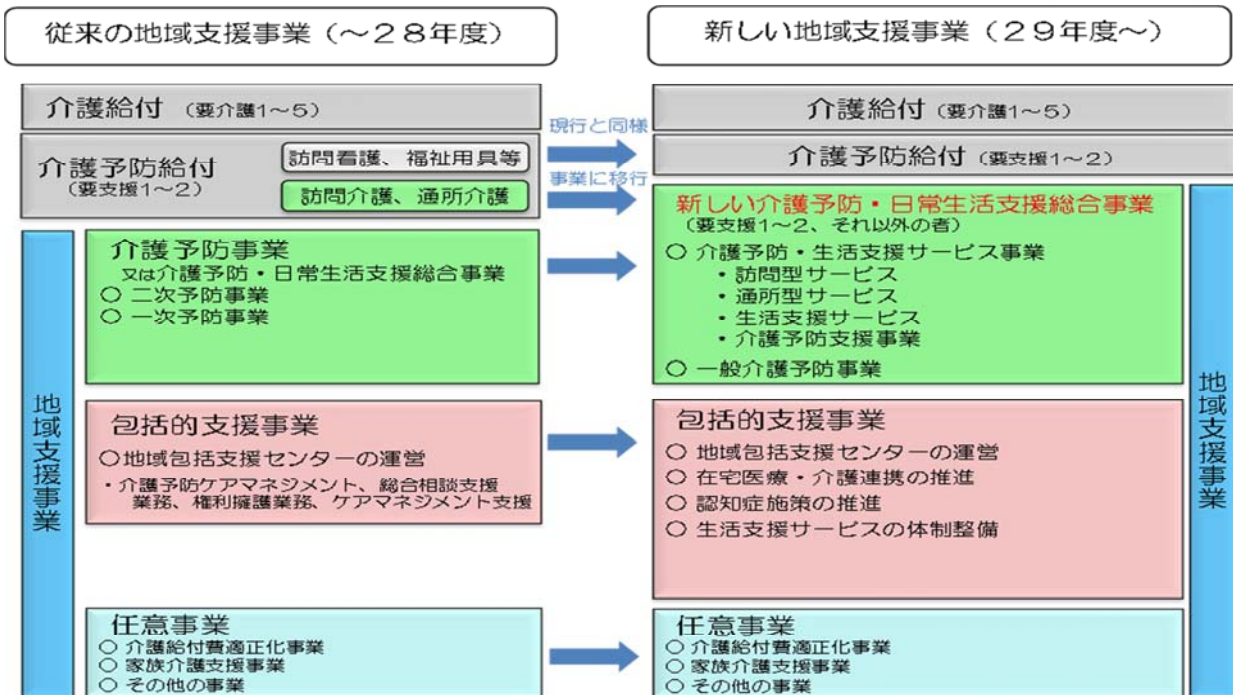 従来の地域支援事業（～２８年度）
介護給付（要介護1～5）
介護予防給付
（要支援1～2）
訪問看護、福祉用具等
訪問介護、通所介護
地域支援事業
介護予防事業
又は介護予防・日常生活支援総合事業
○ 二次予防事業
○ 一次予防事業
包括的支援事業
○地域包括支援センターの運営
・介護予防ケアマネジメント、総合相談支援
業務、権利擁護業務、ケアマネジメント支援
任意事業
○ 介護給付費適正化事業
○ 家族介護支援事業
○ その他の事業
現行と同様
事業に移行
新しい地域支援事業（２９年度～）
介護給付（要介護1～5）
介護予防給付（要支援1～2）
新しい介護予防・日常生活支援総合事業
（要支援1～2、それ以外の者）
○ 介護予防・生活支援サービス事業
・訪問型サービス
・通所型サービス
・生活支援サービス
・介護予防支援事業
○ 一般介護予防事業
包括的支援事業
○ 地域包括支援センターの運営
○ 在宅医療・介護連携の推進
○ 認知症施策の推進
○ 生活支援サービスの体制整備
任意事業
○ 介護給付費適正化事業
○ 家族介護支援事業
○ その他の事業
地域支援事業